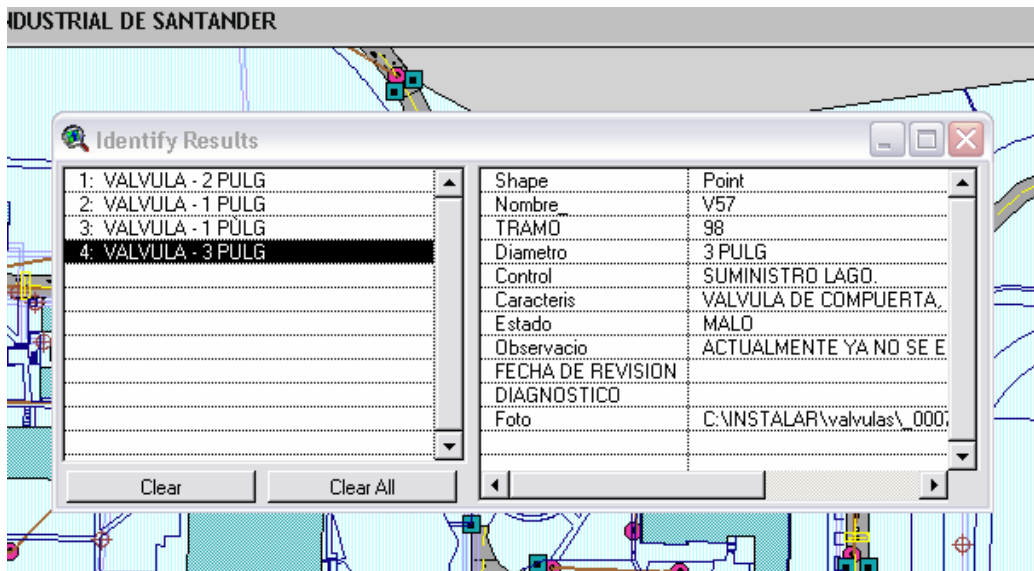 NDUSTRIAL DE SANTANDER
Identify Results
1: VALVULA - 2 PULG
2: VALVULA - 1 PULG
3: VALVULA - 1 PÙLG
4: VALVULA - 3 PULG
Clear
Clear All
Shape Point
Nombre_ V57
TRAMO 98
Diametro 3 PULG
Control SUMINISTRO LAGO.
Caracteris VALVULA DE COMPUERTA,
Estado MALO
Observacio ACTUALMENTE YA NO SE E
FECHA DE REVISION
DIAGNOSTICO
Foto C:\INSTALAR\valvulas\_000